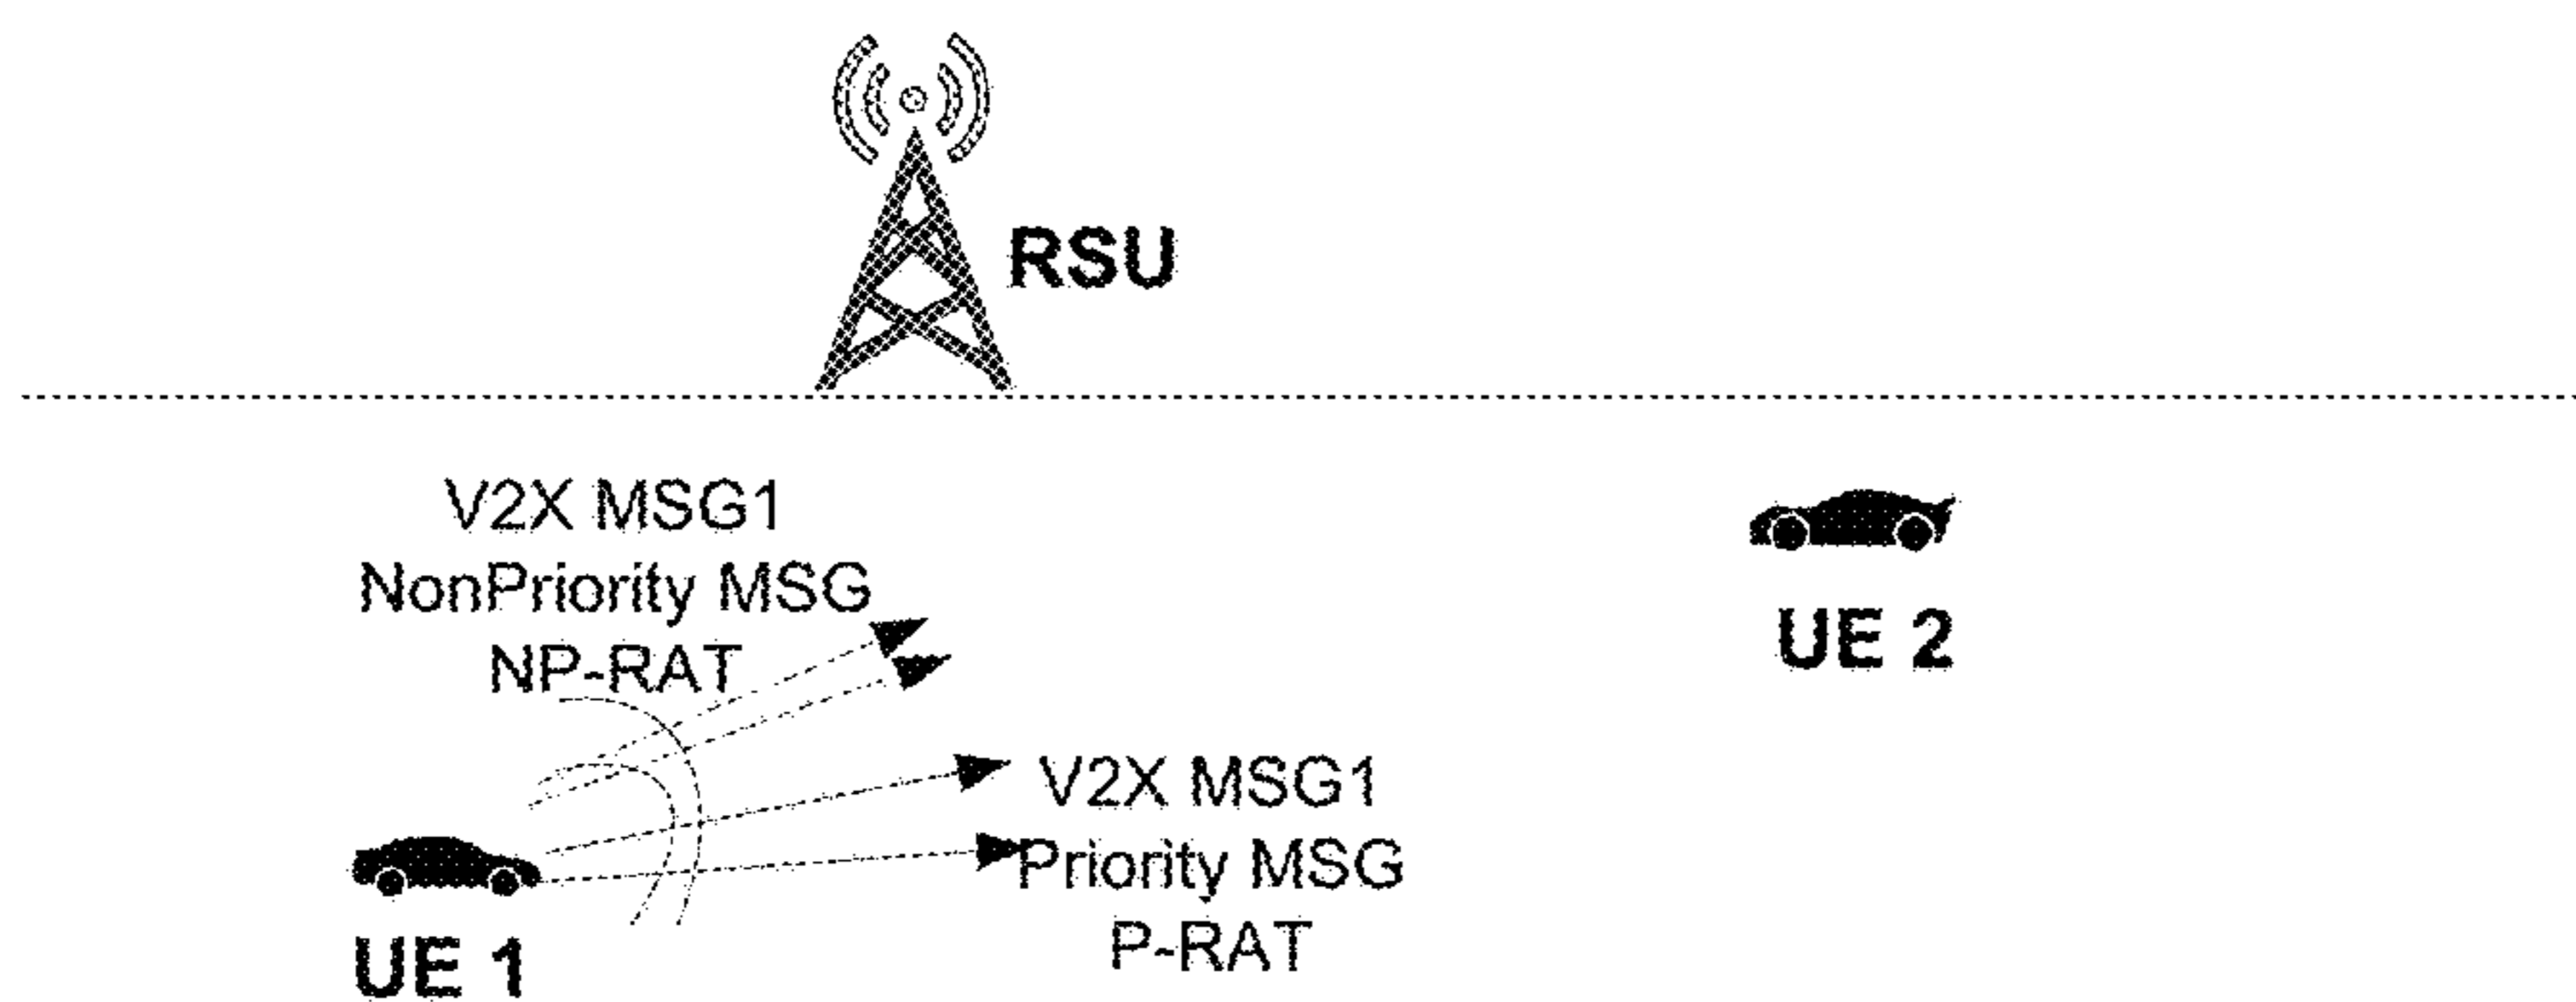 RSU
V2X MSG1
NonPriority MSG
NP-RAT
UE 2
V2X MSG1
Priority MSG
P-RAT
UE 1